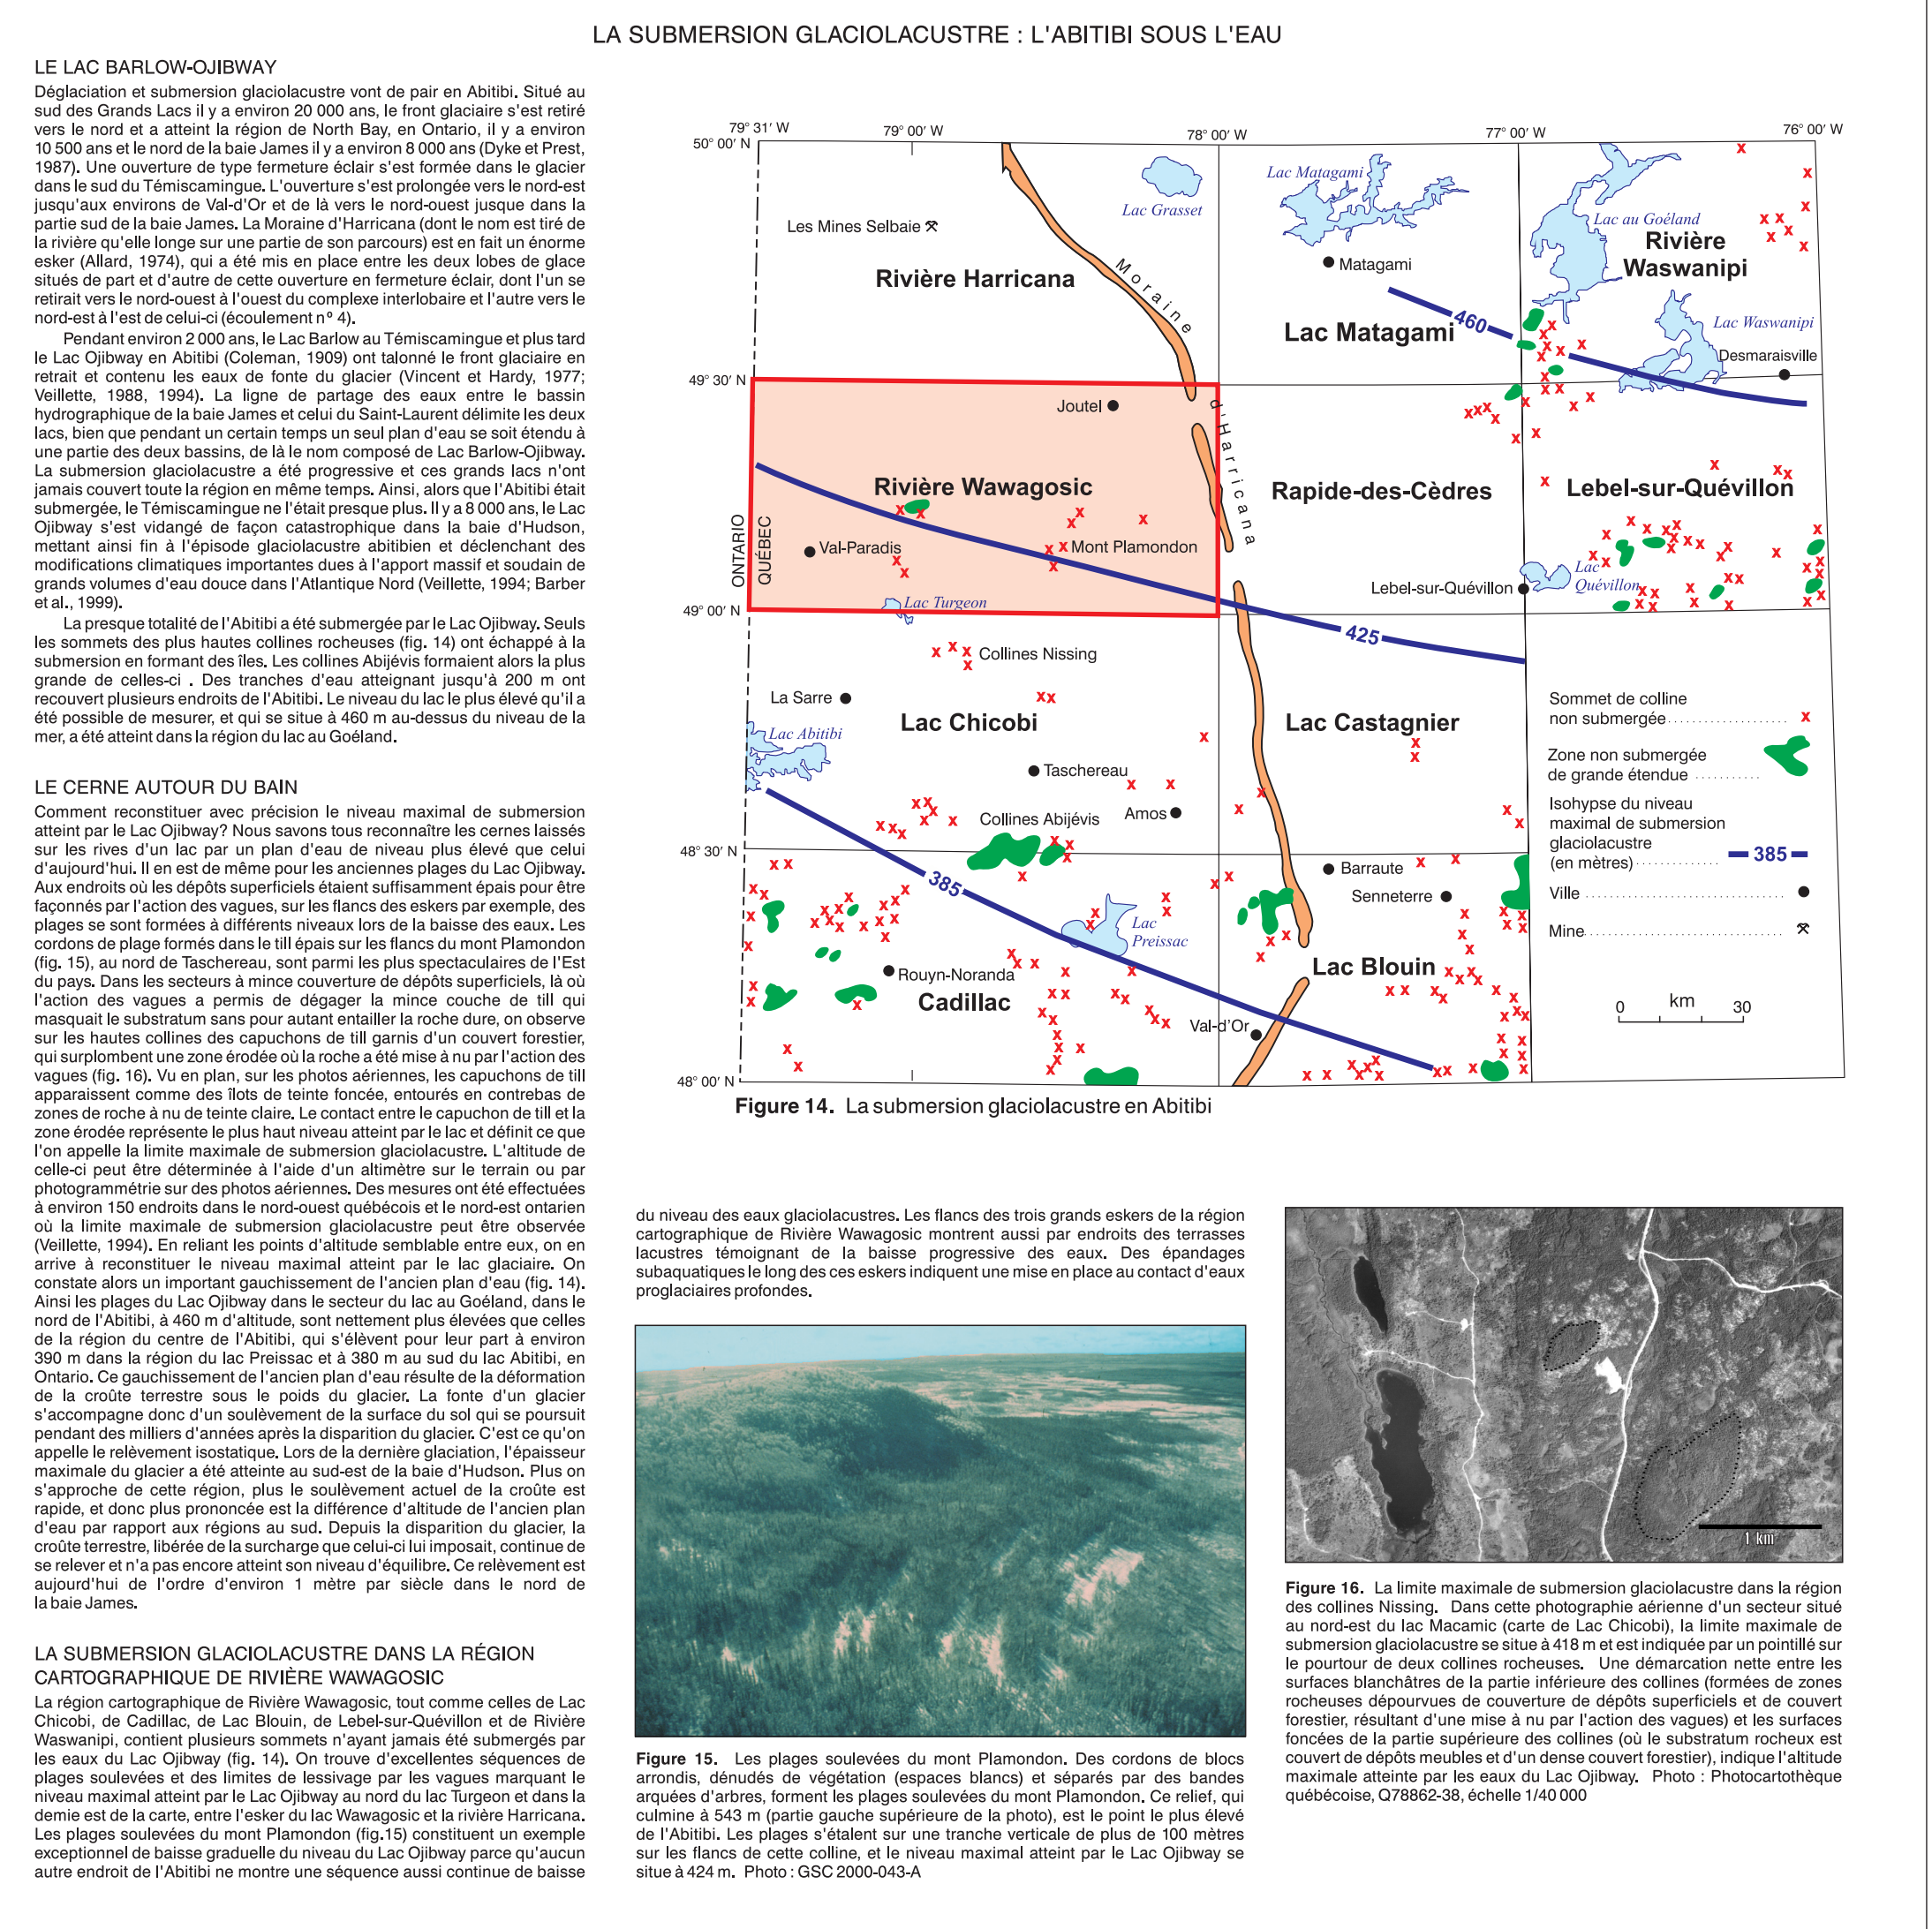 LA SUBMERSION GLACIOLACUSTRE : L'ABITIBI SOUS L'EAU
LE LAC BARLOW-OJIBWAY
Déglaciation et submersion glaciolacustre vont de pair en Abitibi. Situé au
sud des Grands Lacs il y a environ 20 000 ans, le front glaciaire s'est retiré
vers le nord et a atteint la région de North Bay, en Ontario, il y a environ
10 500 ans et le nord de la baie James il y a environ 8 000 ans (Dyke et Prest,
1987). Une ouverture de type fermeture éclair s'est formée dans le glacier
dans le sud du Témiscamingue. L'ouverture s'est prolongée vers le nord-est
jusqu'aux environs de Val-d'Or et de là vers le nord-ouest jusque dans la
partie sud de la baie James. La Moraine d'Harricana (dont le nom est tiré de
la rivière qu'elle longe sur une partie de son parcours) est en fait un énorme
esker (Allard, 1974), qui a été mis en place entre les deux lobes de glace
situés de part et d'autre de cette ouverture en fermeture éclair, dont l'un se
retirait vers le nord-ouest à l'ouest du complexe interlobaire et l'autre vers le
nord-est à l'est de celui-ci (écoulement nº 4).
Pendant environ 2 000 ans, le Lac Barlow au Témiscamingue et plus tard
le Lac Ojibway en Abitibi (Coleman, 1909) ont talonné le front glaciaire en
retrait et contenu les eaux de fonte du glacier (Vincent et Hardy, 1977;
Veillette, 1988, 1994). La ligne de partage des eaux entre le bassin
hydrographique de la baie James et celui du Saint-Laurent délimite les deux
lacs, bien que pendant un certain temps un seul plan d'eau se soit étendu à
une partie des deux bassins, de là le nom composé de Lac Barlow-Ojibway.
La submersion glaciolacustre a été progressive et ces grands lacs n'ont
jamais couvert toute la région en même temps. Ainsi, alors que l'Abitibi était
submergée, le Témiscamingue ne l'était presque plus. Il y a 8 000 ans, le Lac
Ojibway s'est vidangé de façon catastrophique dans la baie d'Hudson,
mettant ainsi fin à l'épisode glaciolacustre abitibien et déclenchant des
modifications climatiques importantes dues à l'apport massif et soudain de
grands volumes d'eau douce dans l'Atlantique Nord (Veillette, 1994; Barber
et al., 1999).
La presque totalité de l'Abitibi a été submergée par le Lac Ojibway. Seuls
les sommets des plus hautes collines rocheuses (fig. 14) ont échappé à la
submersion en formant des îles. Les collines Abijévis formaient alors la plus
grande de celles-ci . Des tranches d'eau atteignant jusqu'à 200 m ont
recouvert plusieurs endroits de l'Abitibi. Le niveau du lac le plus élevé qu'il a
été possible de mesurer, et qui se situe à 460 m au-dessus du niveau de la
mer, a été atteint dans la région du lac au Goéland.
LE CERNE AUTOUR DU BAIN
Comment reconstituer avec précision le niveau maximal de submersion
atteint par le Lac Ojibway? Nous savons tous reconnaître les cernes laissés
sur les rives d'un lac par un plan d'eau de niveau plus élevé que celui
d'aujourd'hui. Il en est de même pour les anciennes plages du Lac Ojibway.
Aux endroits où les dépôts superficiels étaient suffisamment épais pour être
façonnés par l'action des vagues, sur les flancs des eskers par exemple, des
plages se sont formées à différents niveaux lors de la baisse des eaux. Les
cordons de plage formés dans le till épais sur les flancs du mont Plamondon
(fig. 15), au nord de Taschereau, sont parmi les plus spectaculaires de l'Est
du pays. Dans les secteurs à mince couverture de dépôts superficiels, là où
l'action des vagues a permis de dégager la mince couche de till qui
masquait le substratum sans pour autant entailler la roche dure, on observe
sur les hautes collines des capuchons de till garnis d'un couvert forestier,
qui surplombent une zone érodée où la roche a été mise à nu par l'action des
vagues (fig. 16). Vu en plan, sur les photos aériennes, les capuchons de till
apparaissent comme des îlots de teinte foncée, entourés en contrebas de
zones de roche à nu de teinte claire. Le contact entre le capuchon de till et la
zone érodée représente le plus haut niveau atteint par le lac et définit ce que
l'on appelle la limite maximale de submersion glaciolacustre. L'altitude de
celle-ci peut être déterminée à l'aide d'un altimètre sur le terrain ou par
photogrammétrie sur des photos aériennes. Des mesures ont été effectuées
à environ 150 endroits dans le nord-ouest québécois et le nord-est ontarien
où la limite maximale de submersion glaciolacustre peut être observée
(Veillette, 1994). En reliant les points d'altitude semblable entre eux, on en
arrive à reconstituer le niveau maximal atteint par le lac glaciaire. On
constate alors un important gauchissement de l'ancien plan d'eau (fig. 14).
Ainsi les plages du Lac Ojibway dans le secteur du lac au Goéland, dans le
nord de l'Abitibi, à 460 m d'altitude, sont nettement plus élevées que celles
de la région du centre de l'Abitibi, qui s'élèvent pour leur part à environ
390 m dans la région du lac Preissac et à 380 m au sud du lac Abitibi, en
Ontario. Ce gauchissement de l'ancien plan d'eau résulte de la déformation
de la croûte terrestre sous le poids du glacier. La fonte d'un glacier
s'accompagne donc d'un soulèvement de la surface du sol qui se poursuit
pendant des milliers d'années après la disparition du glacier. C'est ce qu'on
appelle le relèvement isostatique. Lors de la dernière glaciation, l'épaisseur
maximale du glacier a été atteinte au sud-est de la baie d'Hudson. Plus on
s'approche de cette région, plus le soulèvement actuel de la croûte est
rapide, et donc plus prononcée est la différence d'altitude de l'ancien plan
d'eau par rapport aux régions au sud. Depuis la disparition du glacier, la
croûte terrestre, libérée de la surcharge que celui-ci lui imposait, continue de
se relever et n'a pas encore atteint son niveau d'équilibre. Ce relèvement est
aujourd'hui de l'ordre d'environ 1 mètre par siècle dans le nord de
la baie James.
LA SUBMERSION GLACIOLACUSTRE DANS LA RÉGION
CARTOGRAPHIQUE DE RIVIÈRE WAWAGOSIC
La région cartographique de Rivière Wawagosic, tout comme celles de Lac
Chicobi, de Cadillac, de Lac Blouin, de Lebel-sur-Quévillon et de Rivière
Waswanipi, contient plusieurs sommets n'ayant jamais été submergés par
les eaux du Lac Ojibway (fig. 14). On trouve d'excellentes séquences de
plages soulevées et des limites de lessivage par les vagues marquant le
niveau maximal atteint par le Lac Ojibway au nord du lac Turgeon et dans la
demie est de la carte, entre l'esker du lac Wawagosic et la rivière Harricana.
Les plages soulevées du mont Plamondon (fig.15) constituent un exemple
exceptionnel de baisse graduelle du niveau du Lac Ojibway parce qu'aucun
autre endroit de l'Abitibi ne montre une séquence aussi continue de baisse
79° 31' W
79° 00' W
78° 00' W
77° 00' W
76° 00' W
50° 00' N
Lac Grasset
Lac Matagami
Lac au Goéland
Les Mines Selbaie
Rivière
Waswanipi
Matagami
Rivière Harricana
Moraine
460
Lac Matagami
Lac Waswanipi
Desmaraisville
49° 30' N
Joutel
d'Harricana
Rivière Wawagosic
Rapide-des-Cèdres
Lebel-sur-Quévillon
ONTARIO
QUÉBEC
Val-Paradis
x Mont Plamondon
Lac
Quévillon
Lebel-sur-Quévillon
Lac Turgeon
49° 00' N
425
Collines Nissing
La Sarre
Lac Chicobi
Lac Castagnier
Lac Abitibi
Taschereau
Collines Abijévis
Amos
48° 30' N
385
Barraute
Senneterre
Lac
Preissac
Rouyn-Noranda
Cadillac
Lac Blouin
Val-d'Or
48° 00' N
Sommet de colline
non submergée x
Zone non submergée
de grande étendue
Isohypse du niveau
maximal de submersion
glaciolacustre
(en mètres) 385
Ville
Mine
0 km 30
Figure 14. La submersion glaciolacustre en Abitibi
du niveau des eaux glaciolacustres. Les flancs des trois grands eskers de la région
cartographique de Rivière Wawagosic montrent aussi par endroits des terrasses
lacustres témoignant de la baisse progressive des eaux. Des épandages
subaquatiques le long des ces eskers indiquent une mise en place au contact d'eaux
proglaciaires profondes.
Figure 15. Les plages soulevées du mont Plamondon. Des cordons de blocs
arrondis, dénudés de végétation (espaces blancs) et séparés par des bandes
arquées d'arbres, forment les plages soulevées du mont Plamondon. Ce relief, qui
culmine à 543 m (partie gauche supérieure de la photo), est le point le plus élevé
de l'Abitibi. Les plages s'étalent sur une tranche verticale de plus de 100 mètres
sur les flancs de cette colline, et le niveau maximal atteint par le Lac Ojibway se
situe à 424 m. Photo : GSC 2000-043-A
1 km
Figure 16. La limite maximale de submersion glaciolacustre dans la région
des collines Nissing. Dans cette photographie aérienne d'un secteur situé
au nord-est du lac Macamic (carte de Lac Chicobi), la limite maximale de
submersion glaciolacustre se situe à 418 m et est indiquée par un pointillé sur
le pourtour de deux collines rocheuses. Une démarcation nette entre les
surfaces blanchâtres de la partie inférieure des collines (formées de zones
rocheuses dépourvues de couverture de dépôts superficiels et de couvert
forestier, résultant d'une mise à nu par l'action des vagues) et les surfaces
foncées de la partie supérieure des collines (où le substratum rocheux est
couvert de dépôts meubles et d'un dense couvert forestier), indique l'altitude
maximale atteinte par les eaux du Lac Ojibway. Photo : Photocartothèque
québécoise, Q78862-38, échelle 1/40 000